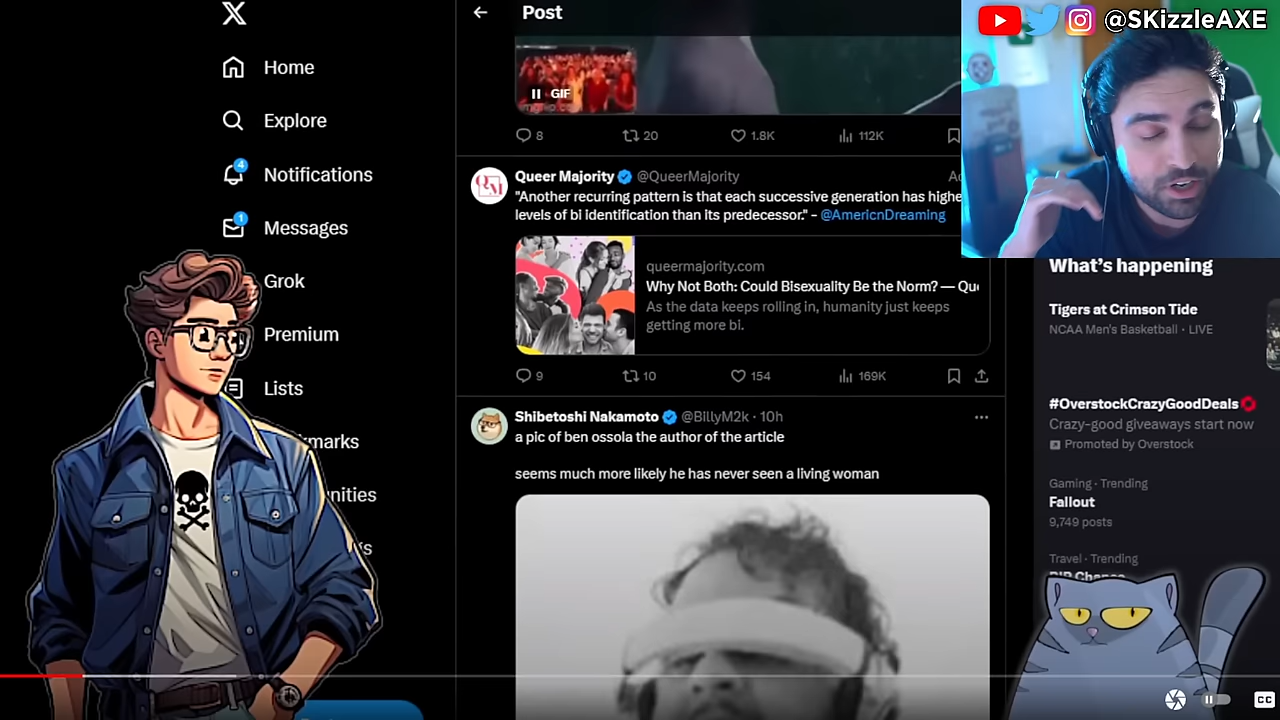 @SKizzleAXE
X
Home
Explore
4
Notifications
1
Messages
Grok
Premium
Lists
Post
GIF
8
20
1.8K
112K
Queer Majority @QueerMajority
"Another recurring pattern is that each successive generation has highe
levels of bi identification than its predecessor." - @AmericnDreaming
queermajority.com
Why Not Both: Could Bisexuality Be the Norm? —
As the data keeps rolling in, humanity just keeps
getting more bi.
9
10
154
169K
Shibetoshi Nakamoto @BillyM2k · 10h
a pic of ben ossola the author of the article
seems much more likely he has never seen a living woman
QM
What's happening
Tigers at Crimson Tide
NCAA Men's Basketball · LIVE
#OverstockCrazyGoodDeals
Crazy-good giveaways start now
Promoted by Overstock
Gaming · Trending
Fallout
9,749 posts
Travel · Trending
CC